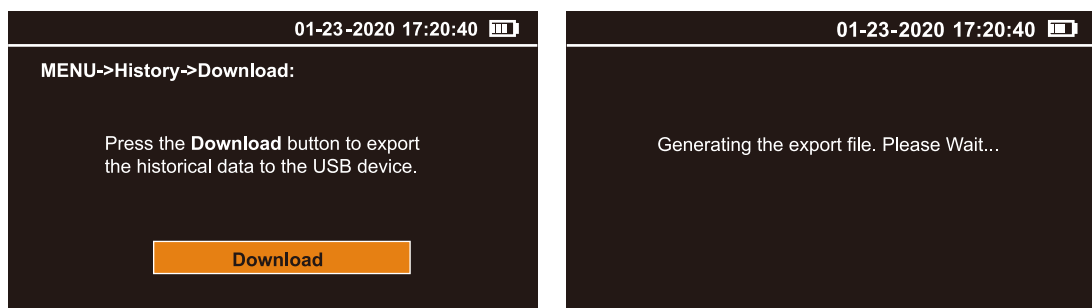 01-23-2020 17:20:40
MENU->History->Download:
Press the Download button to export
the historical data to the USB device.
Download
01-23-2020 17:20:40
Generating the export file. Please Wait...